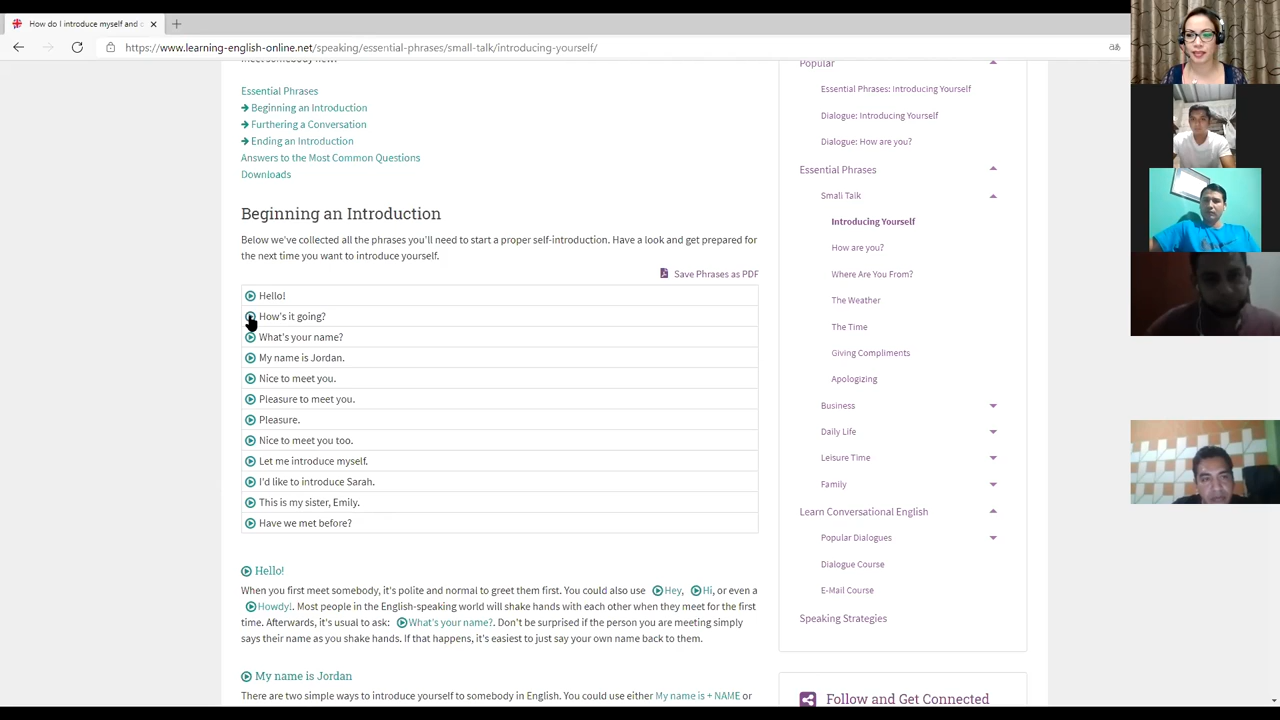 How do I introduce myself and
https://www.learning-english-online.net/speaking/essential-phrases/small-talk/introducing-yourself/
Essential Phrases
Beginning an Introduction
Furthering a Conversation
Ending an Introduction
Answers to the Most Common Questions
Downloads
Beginning an Introduction
Below we've collected all the phrases you'll need to start a proper self-introduction. Have a look and get prepared for
the next time you want to introduce yourself.
Save Phrases as PDF
Hello!
How's it going?
What's your name?
My name is Jordan.
Nice to meet you.
Pleasure to meet you.
Pleasure.
Nice to meet you too.
Let me introduce myself.
I'd like to introduce Sarah.
This is my sister, Emily.
Have we met before?
Hello!
When you first meet somebody, it's polite and normal to greet them first. You could also use Hey, Hi, or even a
Howdy!. Most people in the English-speaking world will shake hands with each other when they meet for the first
time. Afterwards, it's usual to ask: What's your name?. Don't be surprised if the person you are meeting simply
says their name as you shake hands. If that happens, it's easiest to just say your own name back to them.
My name is Jordan
There are two simple ways to introduce yourself to somebody in English. You could use either My name is + NAME or
Popular
Essential Phrases: Introducing Yourself
Dialogue: Introducing Yourself
Dialogue: How are you?
Essential Phrases
Small Talk
Introducing Yourself
How are you?
Where Are You From?
The Weather
The Time
Giving Compliments
Apologizing
Business
Daily Life
Leisure Time
Family
Learn Conversational English
Popular Dialogues
Dialogue Course
E-Mail Course
Speaking Strategies
Follow and Get Connected